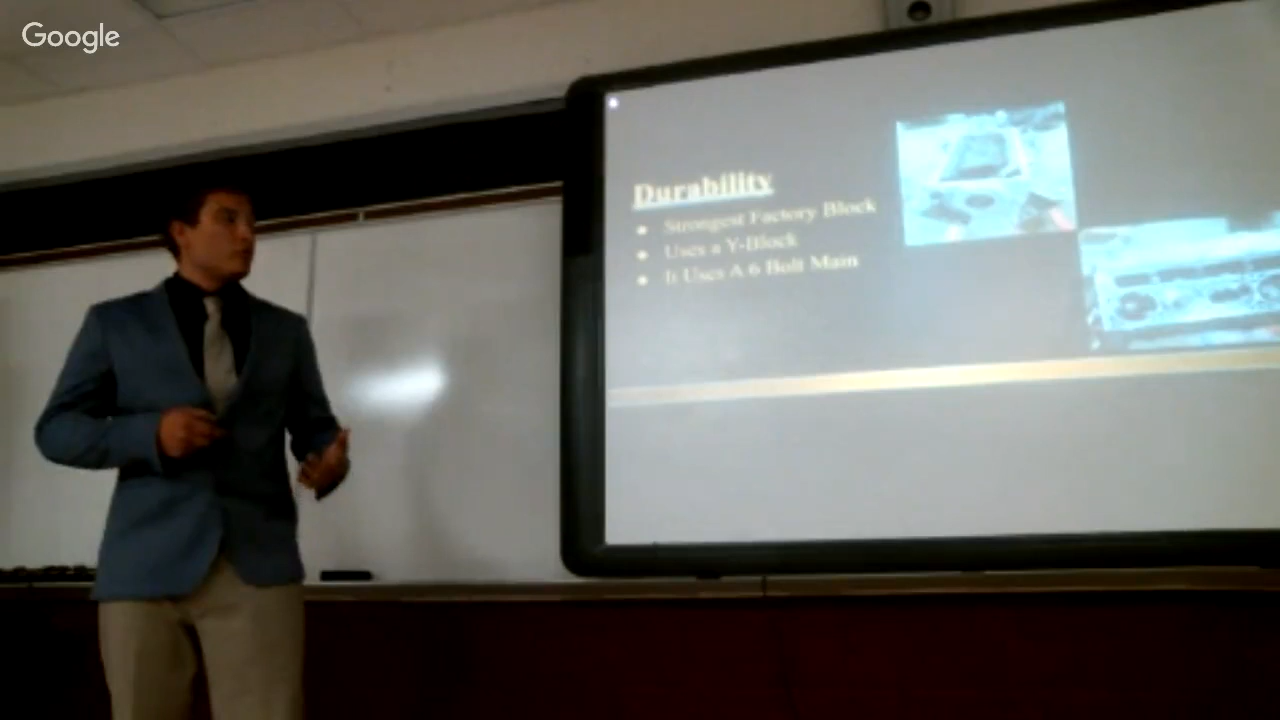 Google
Durability
Strongest Factory Block
Uses a Y-Block
It Uses A 6 Bolt Main